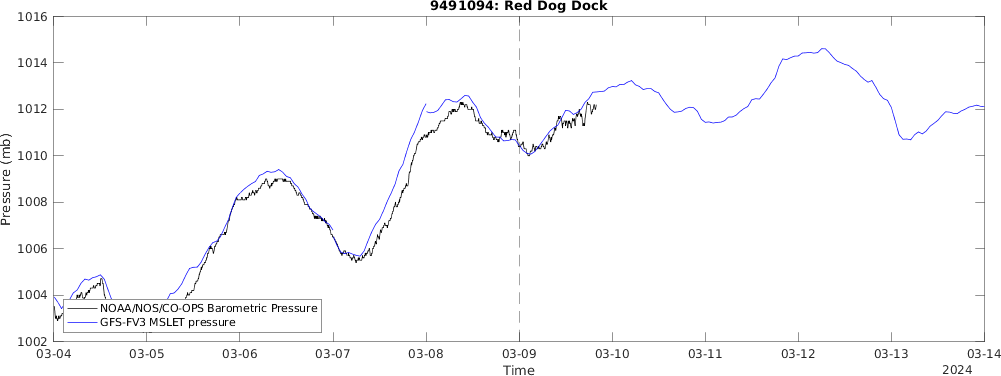 9491094: Red Dog Dock
1016
1014
1012
1010
1008
1006
1004
1002
Pressure (mb)
NOAA/NOS/CO-OPS Barometric Pressure
GFS-FV3 MSLET pressure
03-04 03-05 03-06 03-07 03-08 03-09 03-10 03-11 03-12 03-13 03-14
Time
2024